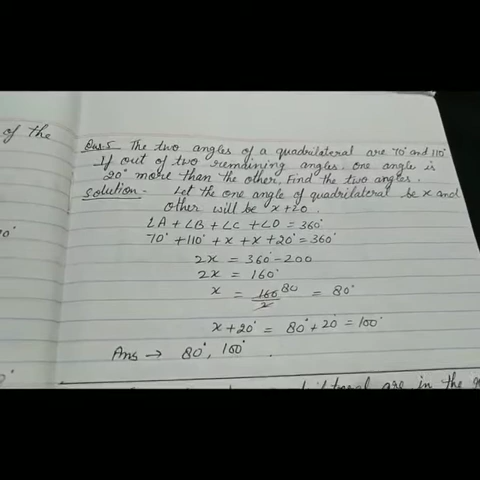 of the
Ques.5 The two angles of a quadrilateral are 70° and 110°
If out of two remaining angles, one angle is
20° more than the other, Find the two angles.
Solution - Let the one angle of quadrilateral be x and
other will be x+20.
∠A + ∠B + ∠C + ∠D = 360°
70° + 110° + x + x + 20° = 360°
2x = 360° - 200
2x = 160°
x = 160 80 / 2 = 80°
x + 20° = 80° + 20° = 100°
Ans → 80°, 100°.
are in the